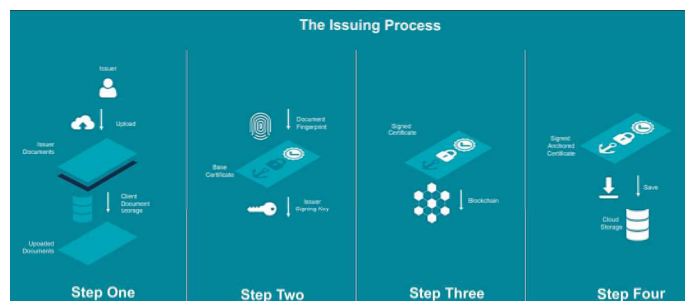 The Issuing Process
Issuer
Upload
Issuer
Documents
Client
Document
Storage
Uploaded
Documents
Step One
Document
Fingerprint
Base
Certificate
Issuer
Signing Key
Step Two
Signed
Certificate
Blockchain
Step Three
Signed
Anchored
Certificate
Save
Cloud
Storage
Step Four